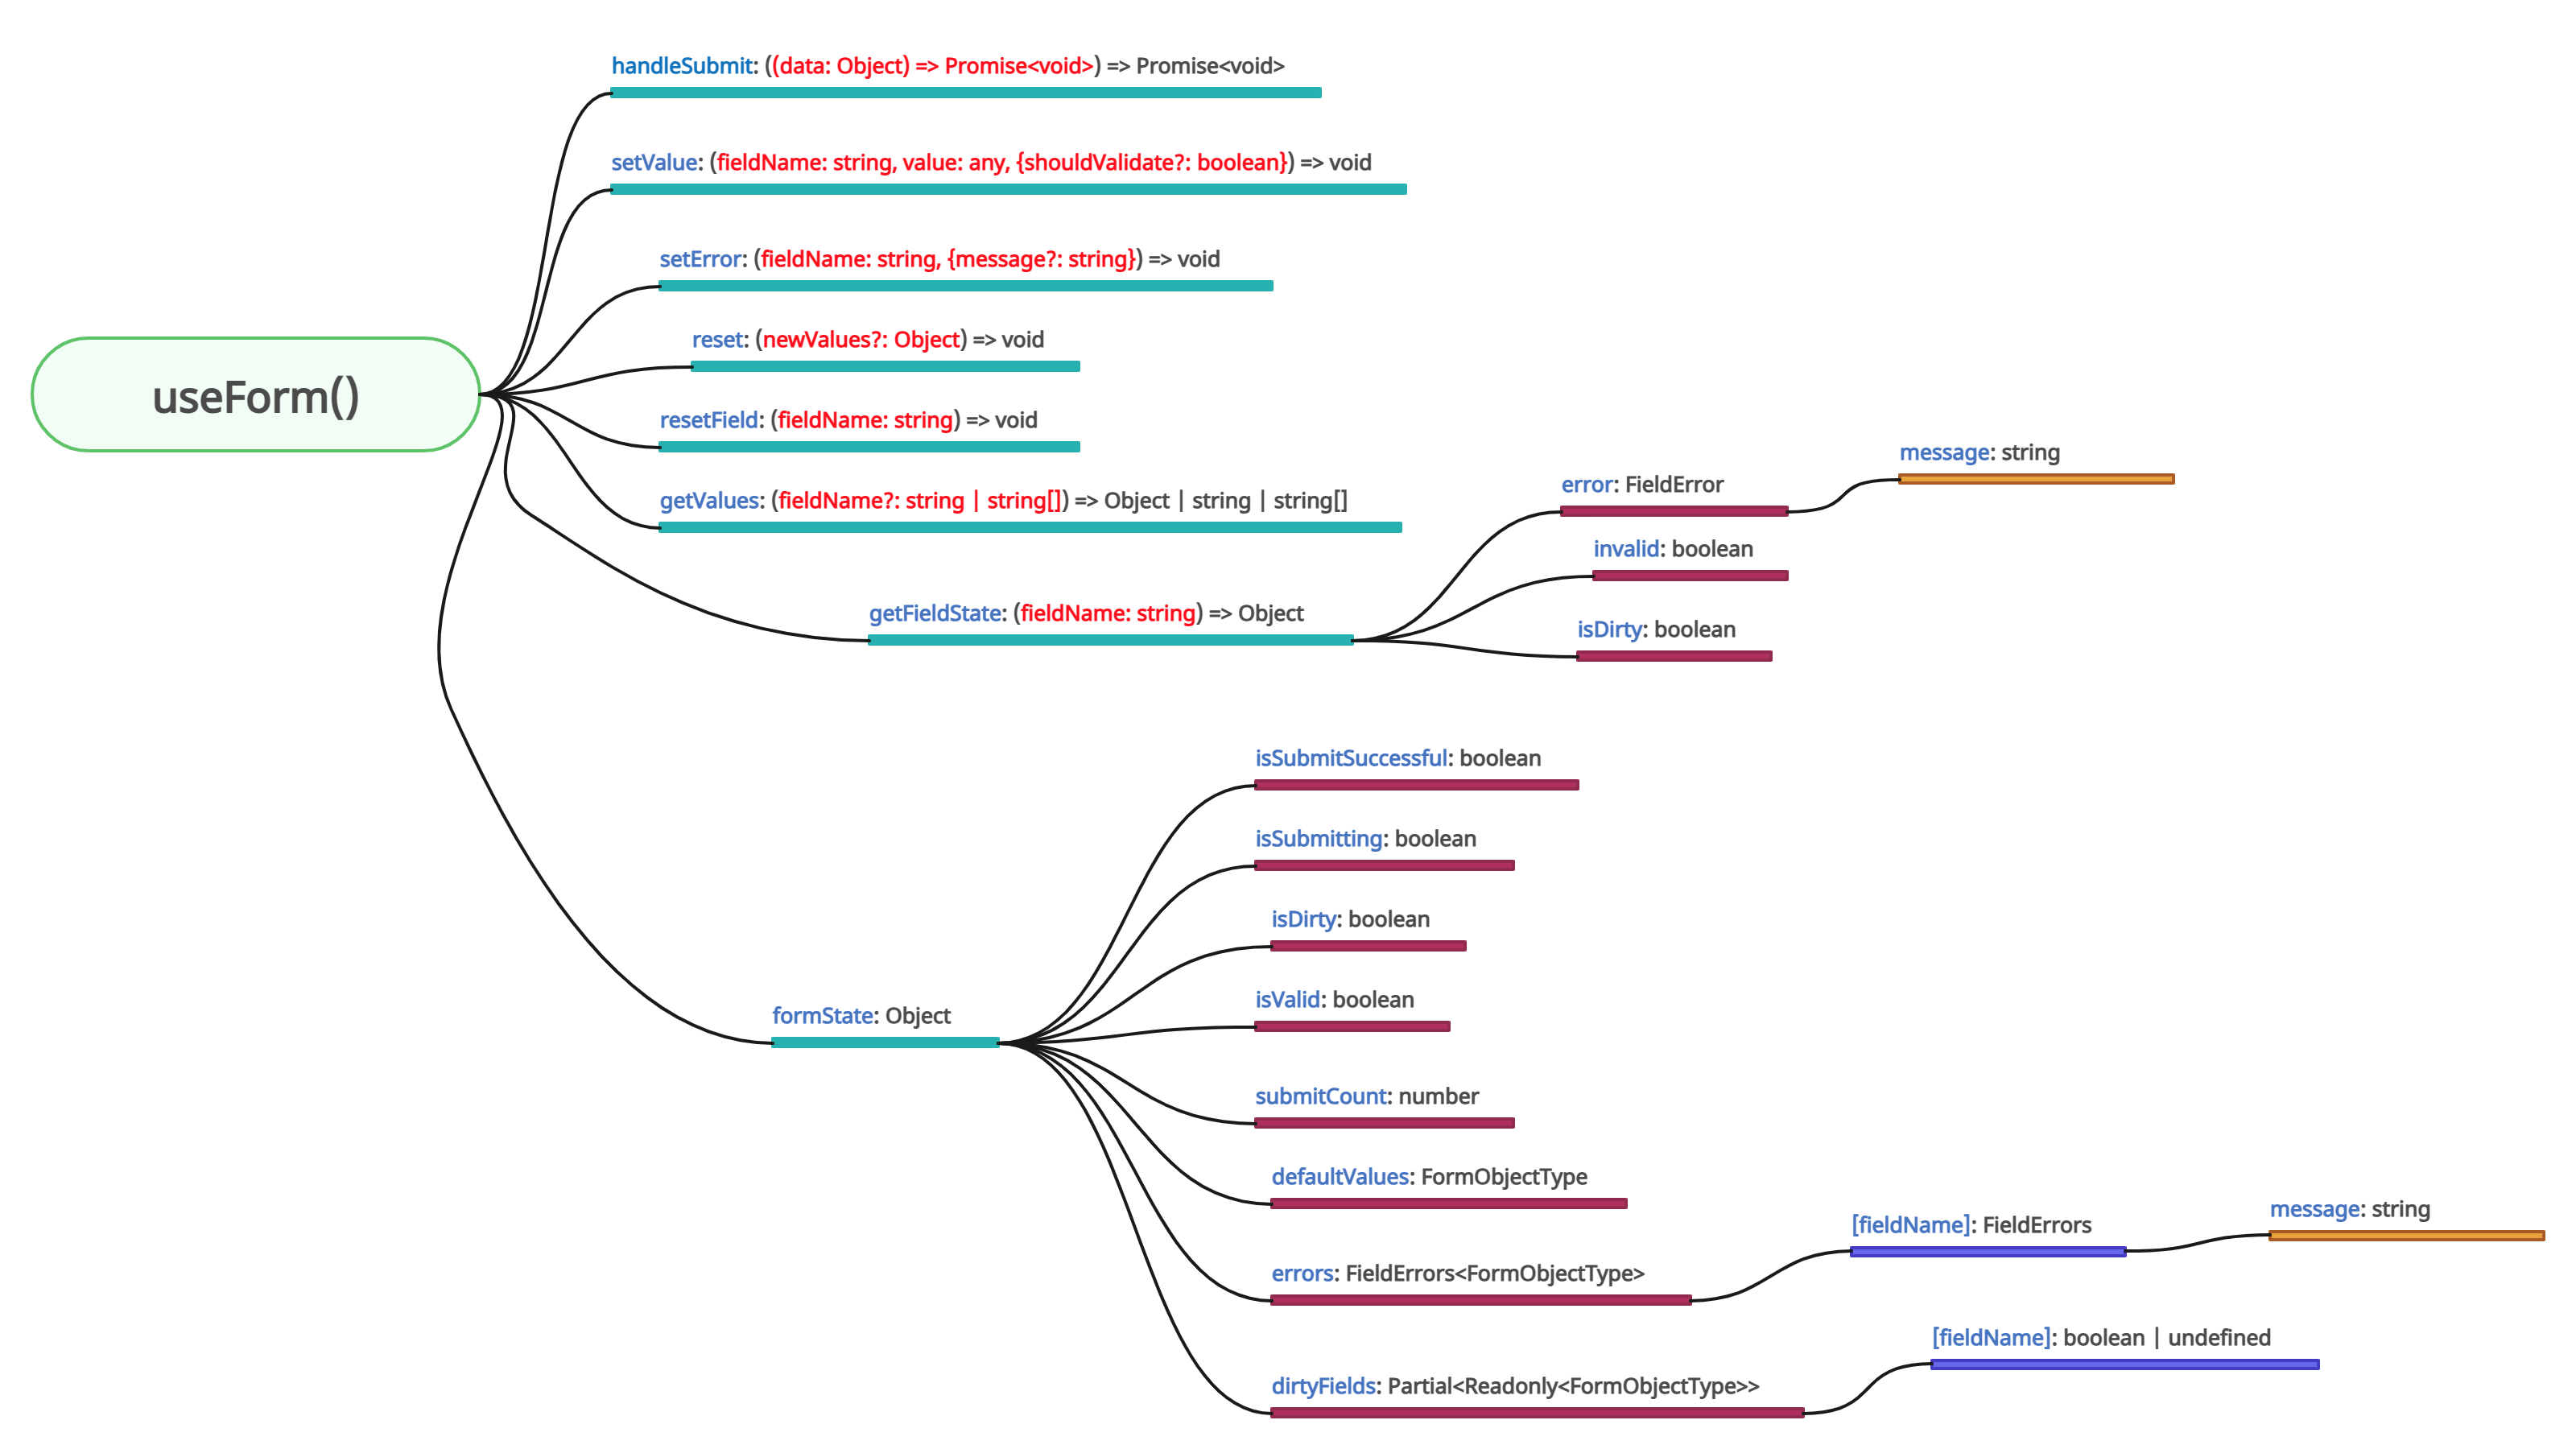 handleSubmit: ((data: Object) => Promise<void>) => Promise<void>
setValue: (fieldName: string, value: any, {shouldValidate?: boolean}) => void
setError: (fieldName: string, {message?: string}) => void
reset: (newValues?: Object) => void
useForm()
resetField: (fieldName: string) => void
getValues: (fieldName?: string | string[]) => Object | string | string[]
message: string
error: FieldError
invalid: boolean
getFieldState: (fieldName: string) => Object
isDirty: boolean
isSubmitSuccessful: boolean
isSubmitting: boolean
isDirty: boolean
isValid: boolean
formState: Object
submitCount: number
defaultValues: FormObjectType
[fieldName]: FieldErrors
message: string
errors: FieldErrors<FormObjectType>
[fieldName]: boolean | undefined
dirtyFields: Partial<Readonly<FormObjectType>>